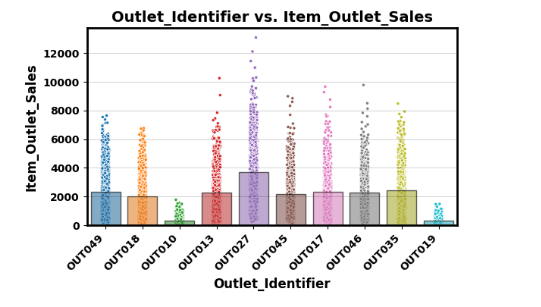 Outlet_Identifier vs. Item_Outlet_Sales
Item_Outlet_Sales
12000
10000
8000
6000
4000
2000
0
OUT049
OUT018
OUT010
OUT013
OUT027
OUT045
OUT017
OUT046
OUT035
OUT019
Outlet_Identifier